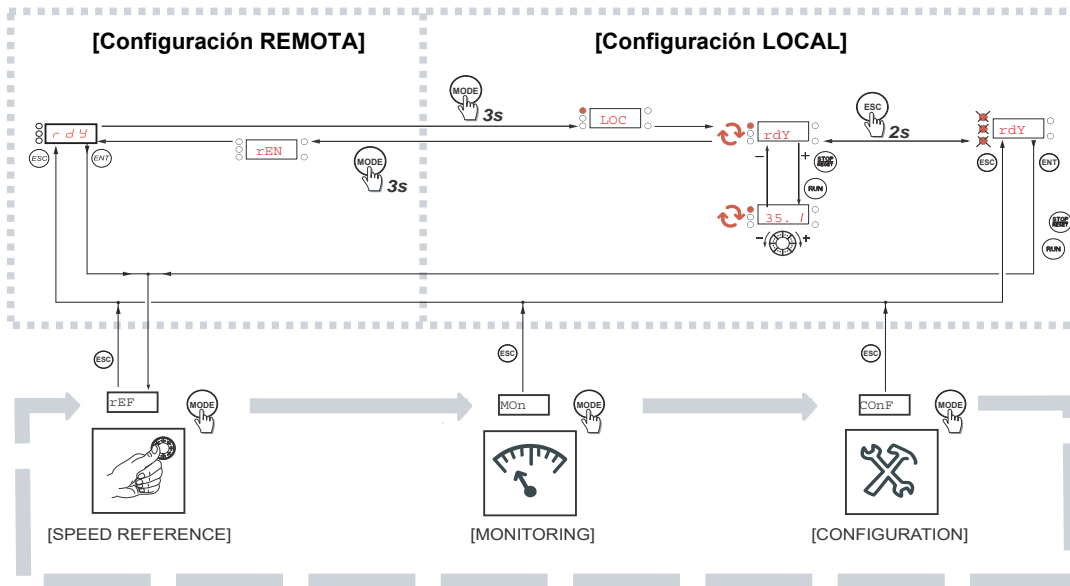 [Configuración REMOTA]
[Configuración LOCAL]
MODE
3s
LOC
ESC
2s
rdY
rdY
rdY
ESC
ENT
rEN
MODE
3s
− +
STOP
RESET
RUN
ESC
ENT
35.1
− +
STOP
RESET
RUN
ESC
ESC
ESC
rEF
MODE
MOn
MODE
COnF
MODE
[SPEED REFERENCE]
[MONITORING]
[CONFIGURATION]